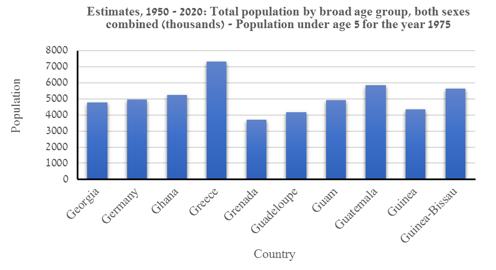 Estimates, 1950 - 2020: Total population by broad age group, both sexes
combined (thousands) - Population under age 5 for the year 1975
Population
8000
7000
6000
5000
4000
3000
2000
1000
0
Georgia
Germany
Ghana
Greece
Grenada
Guadeloupe
Guam
Guatemala
Guinea
Guinea-Bissau
Country